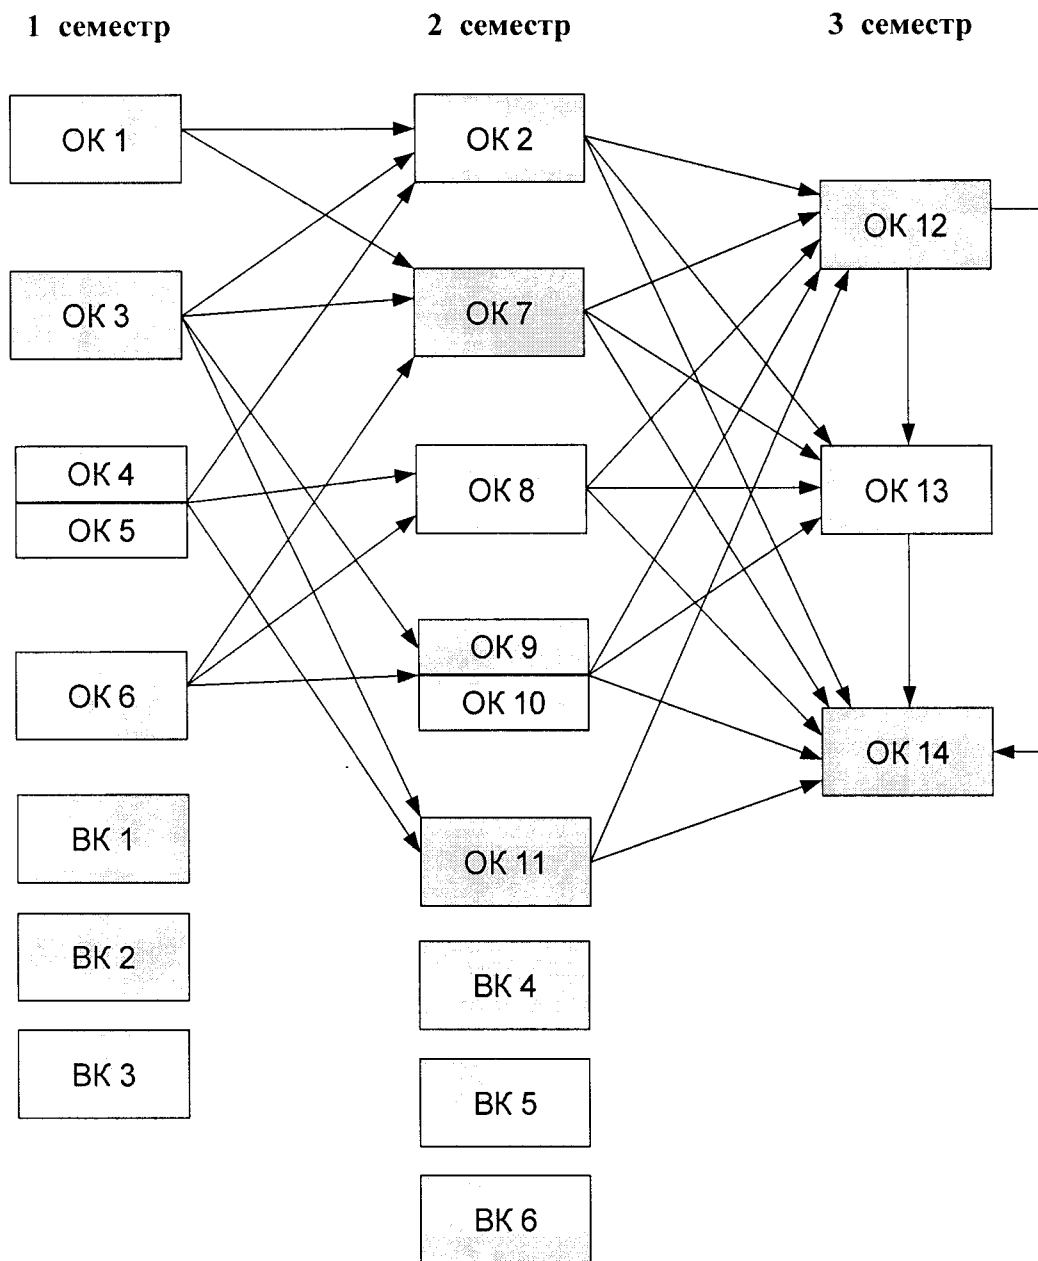 1 семестр
2 семестр
3 семестр
ОК 1
ОК 2
ОК 12
ОК 3
ОК 7
ОК 4
ОК 5
ОК 8
ОК 13
ОК 6
ОК 9
ОК 10
ОК 14
ВК 1
ОК 11
ВК 2
ВК 4
ВК 3
ВК 5
ВК 6